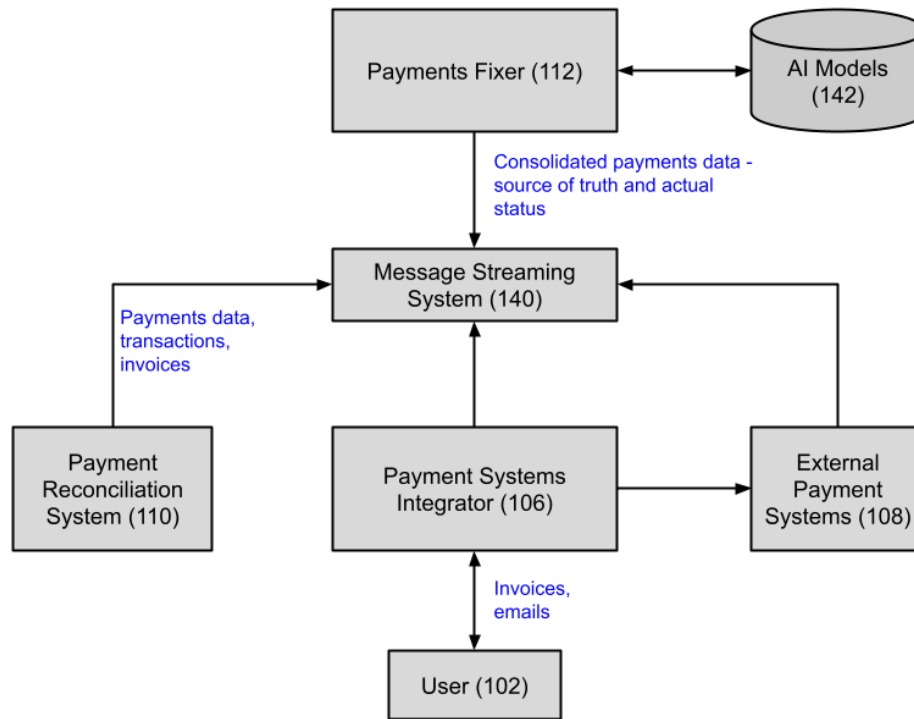 Payments Fixer (112)
AI Models
(142)
Consolidated payments data -
source of truth and actual
status
Message Streaming
System (140)
Payments data,
transactions,
invoices
Payment
Reconciliation
System (110)
Payment Systems
Integrator (106)
External
Payment
Systems (108)
Invoices,
emails
User (102)